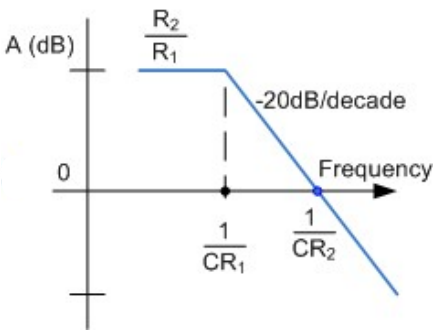 R₂
R₁
A (dB)
-20dB/decade
Frequency
0
1
CR₁
1
CR₂